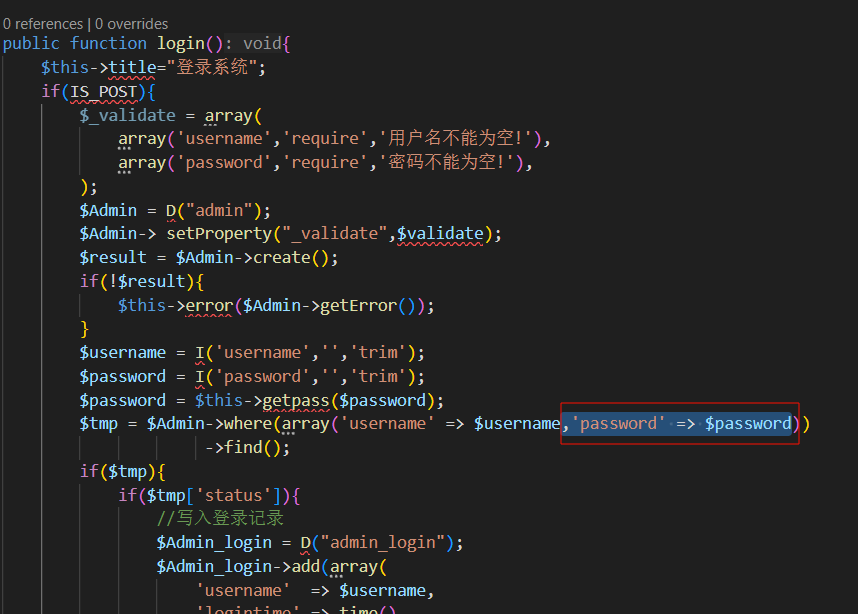 0 references | 0 overrides
public function login(): void{
$this->title="登录系统";
if(IS_POST){
$_validate = array(
array('username','require','用户名不能为空!'),
array('password','require','密码不能为空!'),
);
$Admin = D("admin");
$Admin-> setProperty("_validate",$validate);
$result = $Admin->create();
if(!$result){
$this->error($Admin->getError());
}
$username = I('username','','trim');
$password = I('password','','trim');
$password = $this->getpass($password);
$tmp = $Admin->where(array('username' => $username,'password' => $password))
->find();
if($tmp){
if($tmp['status']){
//写入登录记录
$Admin_login = D("admin_login");
$Admin_login->add(array(
'username' => $username,
'logintime' => time()